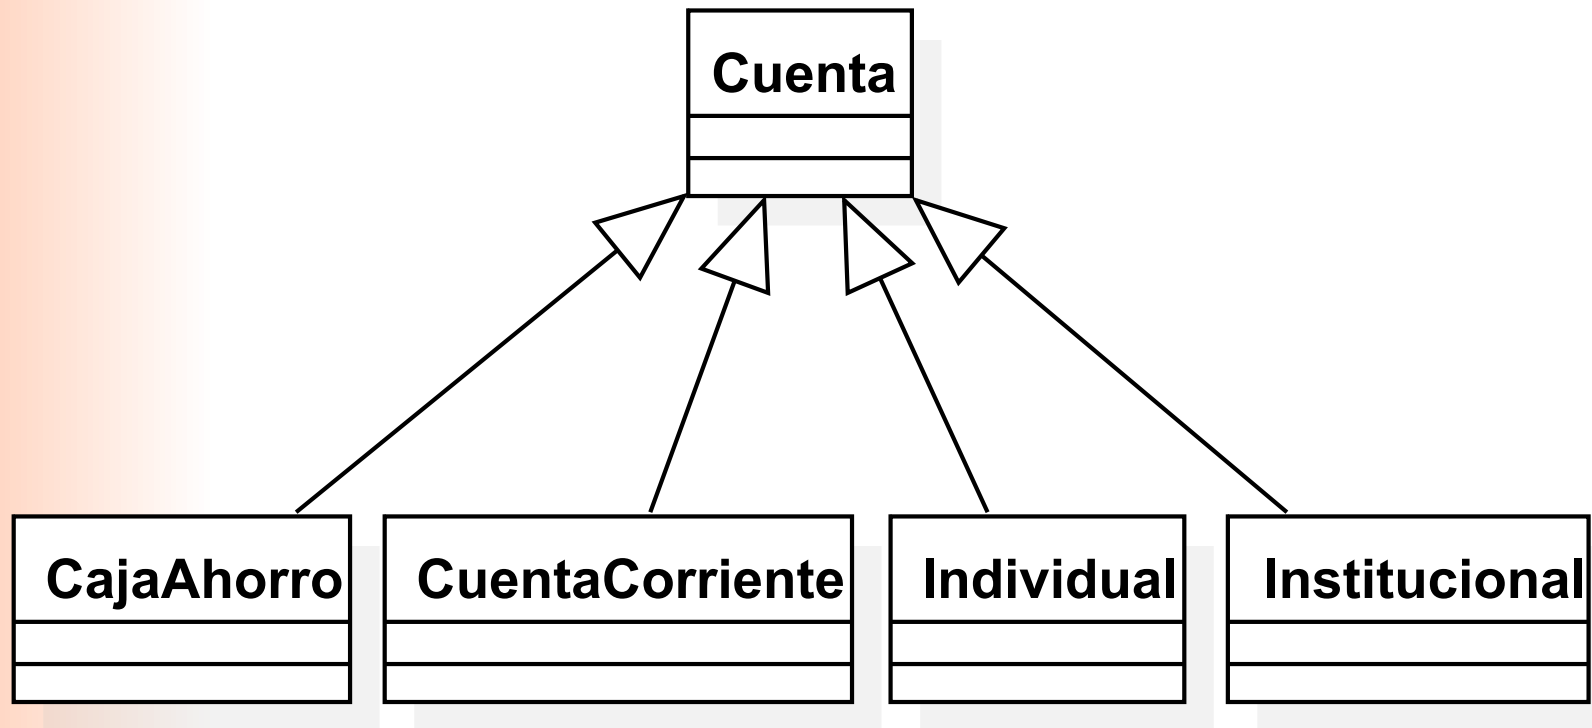 Cuenta
CajaAhorro
CuentaCorriente
Individual
Institucional